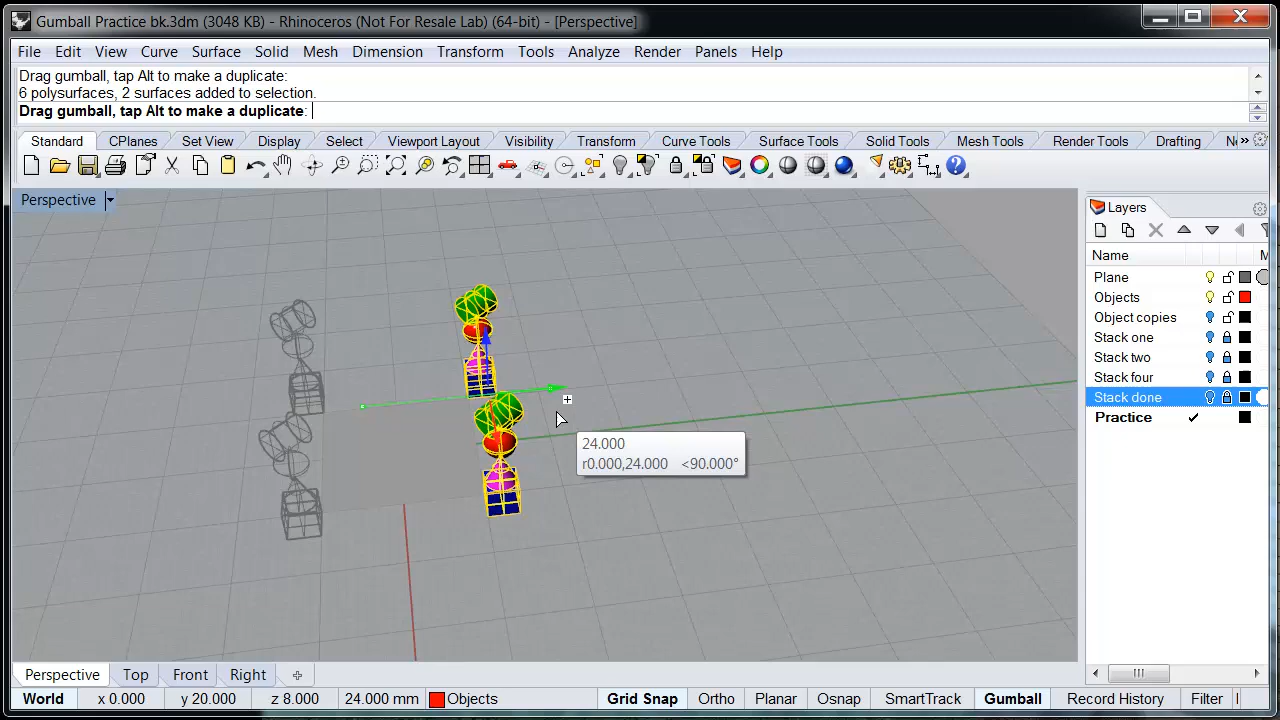 Gumball Practice bk.3dm (3048 KB) - Rhinoceros (Not For Resale Lab) (64-bit) - [Perspective]
File Edit View Curve Surface Solid Mesh Dimension Transform Tools Analyze Render Panels Help
Drag gumball, tap Alt to make a duplicate:
6 polysurfaces, 2 surfaces added to selection.
Drag gumball, tap Alt to make a duplicate:
Standard CPlanes Set View Display Select Viewport Layout Visibility Transform Curve Tools Surface Tools Solid Tools Mesh Tools Render Tools Drafting »
Perspective
Layers
Name
Plane
Objects
Object copies
Stack one
Stack two
Stack four
Stack done
Practice
24.000
r0.000,24.000 <90.000°
Perspective Top Front Right
World x 0.000 y 20.000 z 8.000 24.000 mm Objects Grid Snap Ortho Planar Osnap SmartTrack Gumball Record History Filter